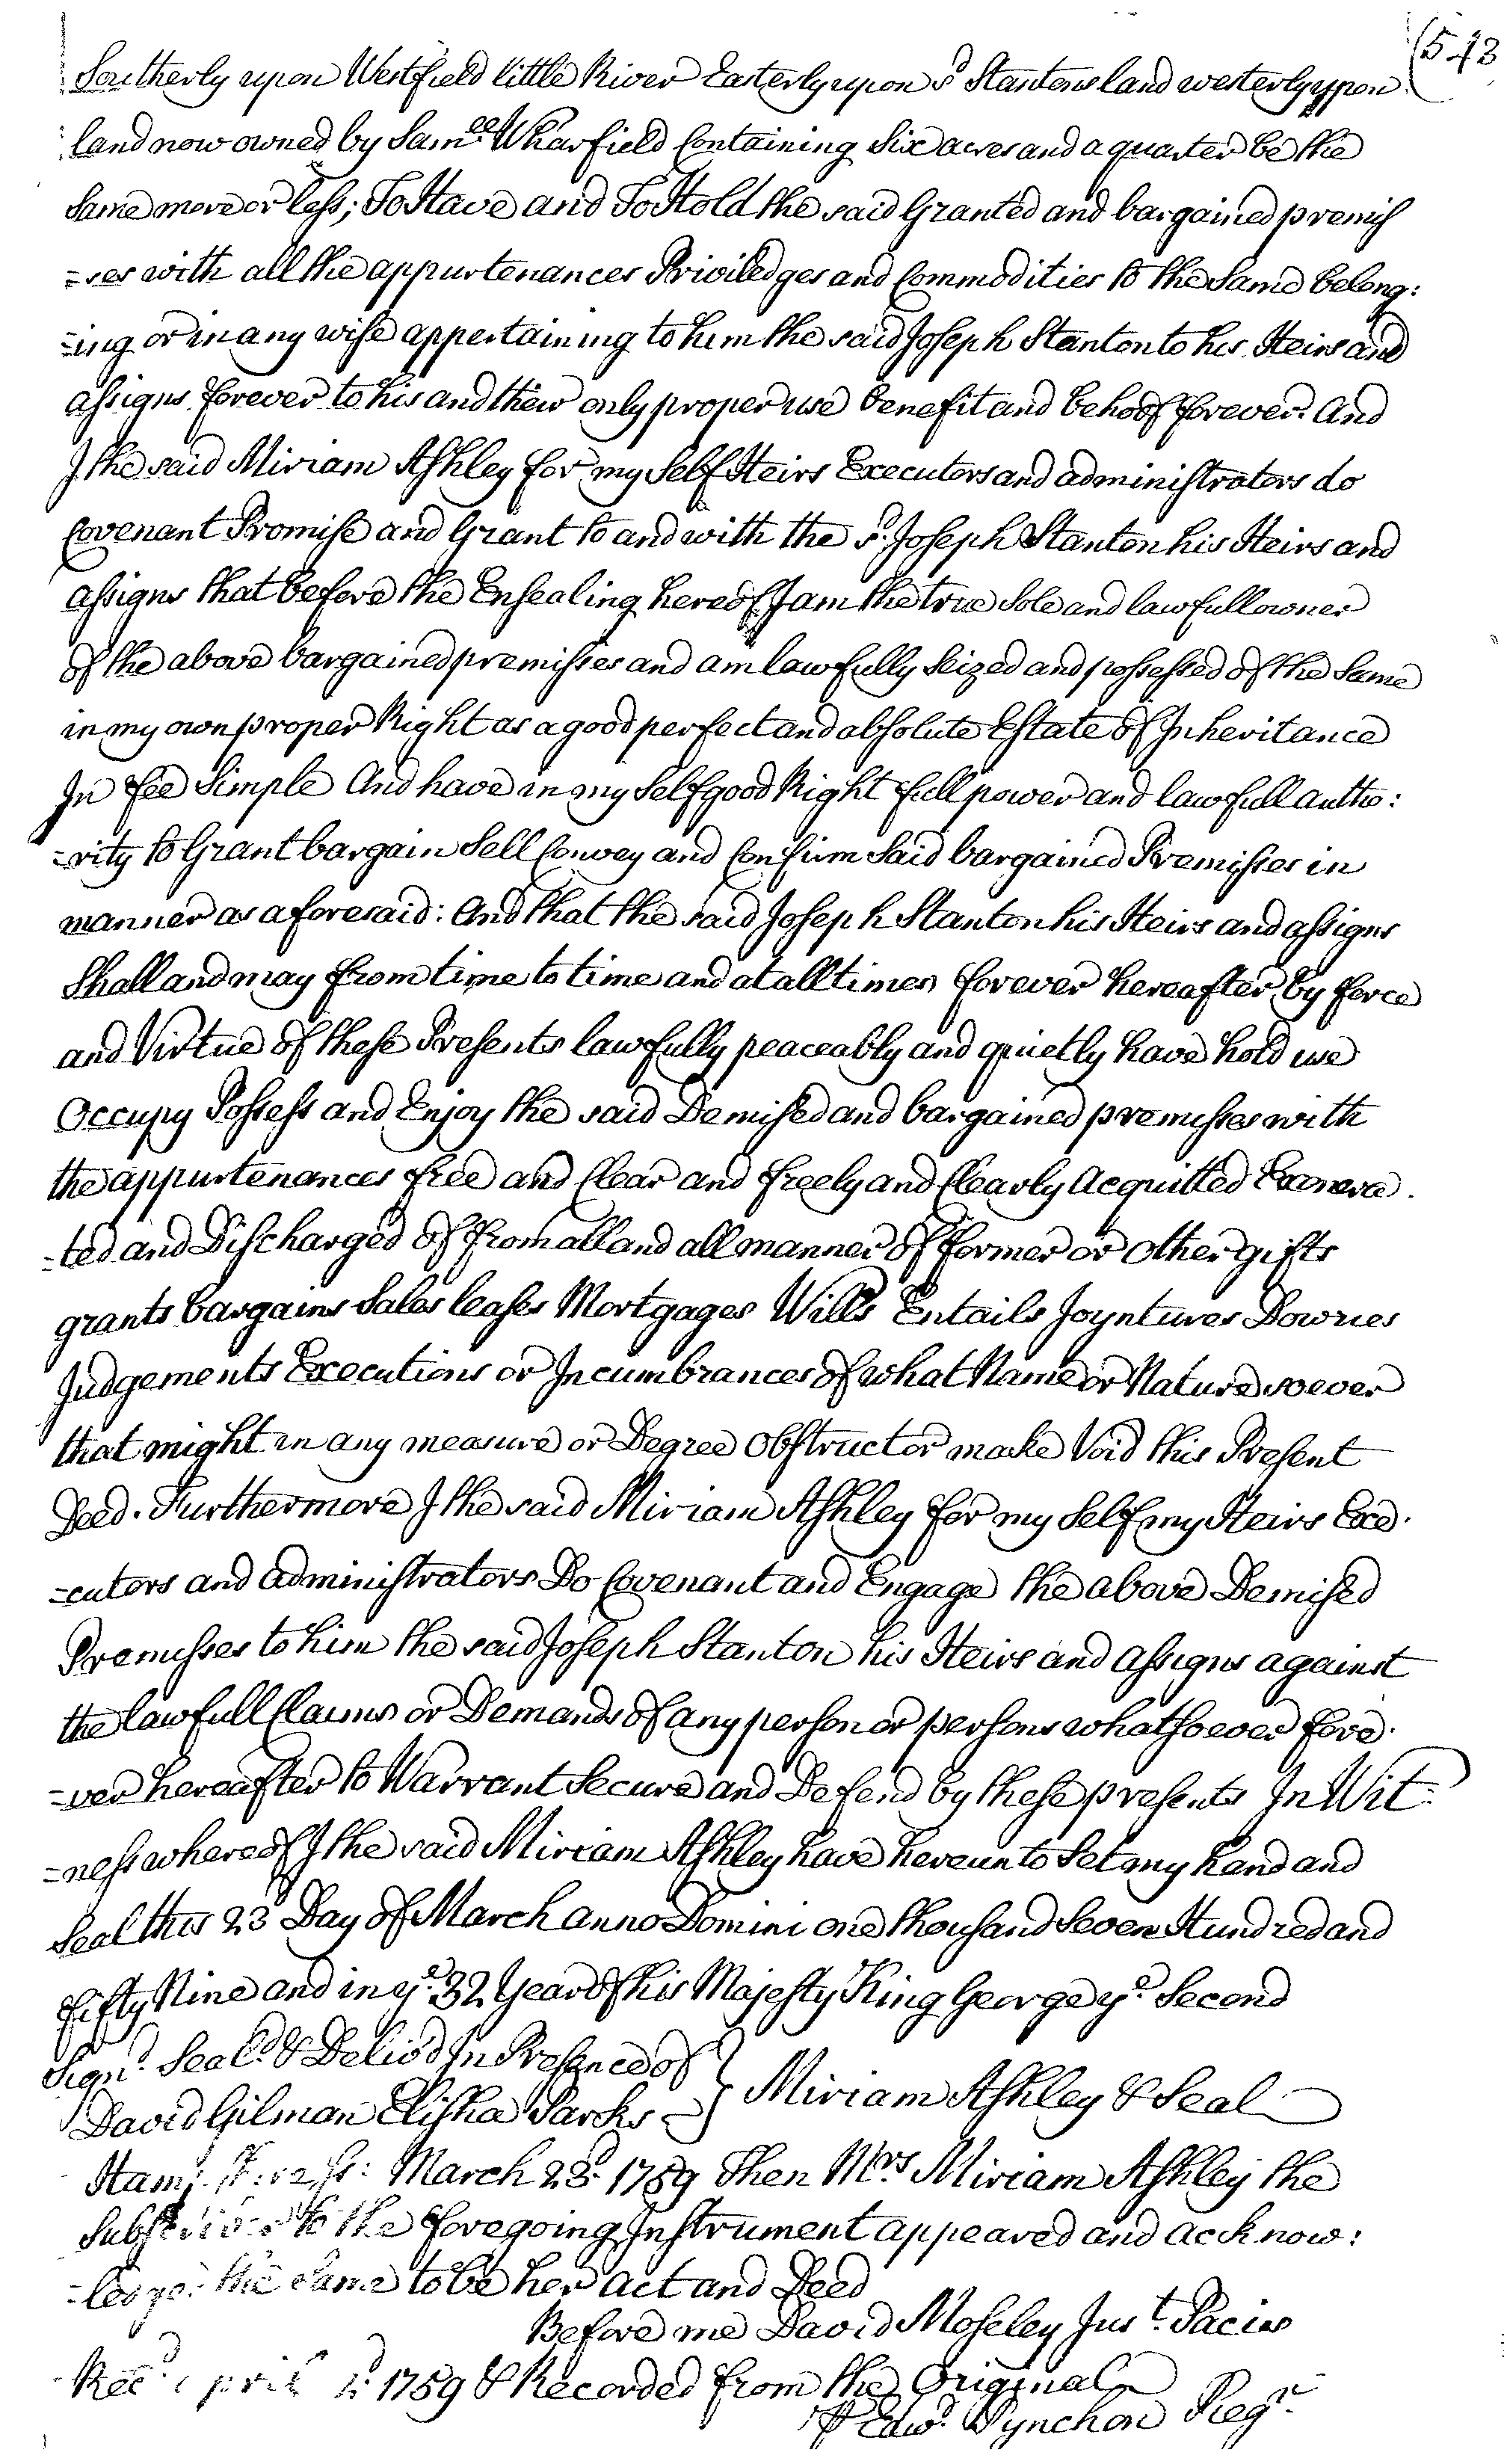 (543
Southerly upon Westfield little River Easterly upon sd Stantons land westerly upon
land now owned by Samll Wharfield Containing Six acres and a quarter be the
Same more or less; To Have and To Hold the said Granted and bargained premis
=ses with all the appurtenances Priviledges and Commodities to the Same belong:
=ing or in any wise appertaining to him the said Joseph Stanton to his Heirs and
assigns forever to his and their only proper use benefit and behoof forever. And
I the said Miriam Ashley for my Self Heirs Executors and administrators do
Covenant Promise and Grant to and with the sd. Joseph Stanton his Heirs and
assigns that before the Ensealing hereof I am the true Sole and lawfull owner
of the above bargained premisses and am lawfully Seized and possessed of the Same
in my own proper Right as a good perfect and absolute Estate of Inheritance
In fee Simple And have in my Self good Right full power and lawfull autho:
=rity to Grant bargain Sell Convey and Confirm Said bargained Premisses in
manner as aforesaid: And that the said Joseph Stanton his Heirs and assigns
Shall and may from time to time and at all times forever hereafter by force
and Virtue of these Presents lawfully peaceably and quietly have hold use
Occupy Possess and Enjoy the said Demised and bargained premisses with
the appurtenances free and Clear and freely and Clearly Acquitted Exonera.
-ted and Discharged of from all and all manner of former or other gifts
grants bargains Sales leases Mortgages Wills Entails Joyntures Dowries
Judgements Executions or Incumbrances of what Name or Nature soever
that might in any measure or Degree Obstruct or make Void this Present
Deed. Furthermore I the said Miriam Ashley for my Self my Heirs Exe.
=cutors and administrators Do Covenant and Engage the above Demised
Premisses to him the said Joseph Stanton his Heirs and Assigns against
the lawfull Claims or Demands of any person or persons whatsoever fore.
=ver hereafter to Warrant Secure and Defend by these presents In Wit:
=ness whereof I the said Miriam Ashley have hereunto Set my hand and
Seal this 23d Day of March anno Domini one thousand Seven Hundred and
fifty Nine and in ye. 32 Year of his Majesty King George ye. Second
Signd. Seald. & Delivd In Presence of
David Gilman Elisha Parks } Miriam Ashley & Seal
Hamp. March 23d. 1759 Then Mrs Miriam Ashley the
Subscriber to the foregoing Instrument appeared and acknow:
=ledged the Same to be her act and Deed
Before me David Moseley Just. Pacis
Recd April 1759 & Recorded from the Original
P Edwd. Pynchon Regr.